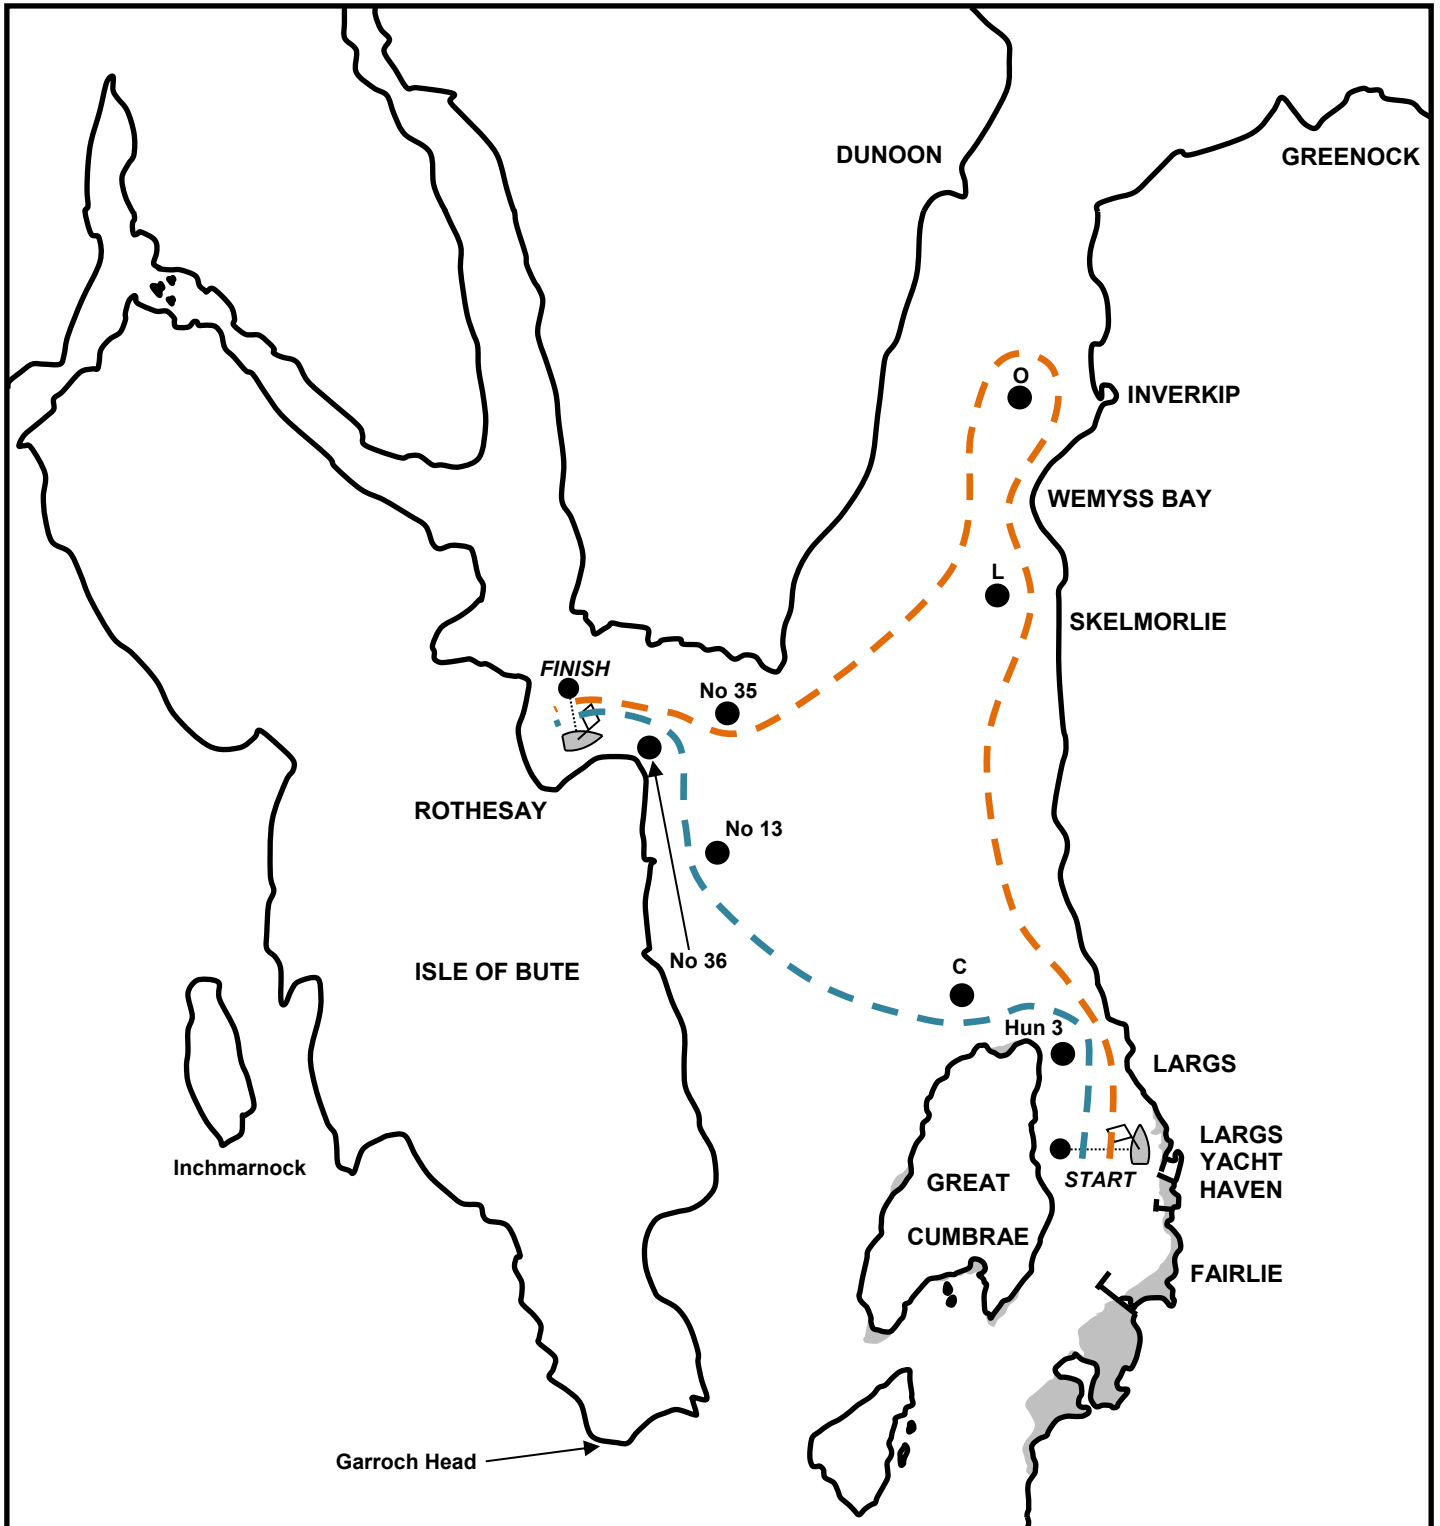 DUNOON
GREENOCK
O
INVERKIP
WEMYSS BAY
L
SKELMORLIE
FINISH
No 35
ROTHESAY
No 13
No 36
ISLE OF BUTE
C
Hun 3
LARGS
LARGS
YACHT
HAVEN
START
Inchmarnock
GREAT
CUMBRAE
FAIRLIE
Garroch Head